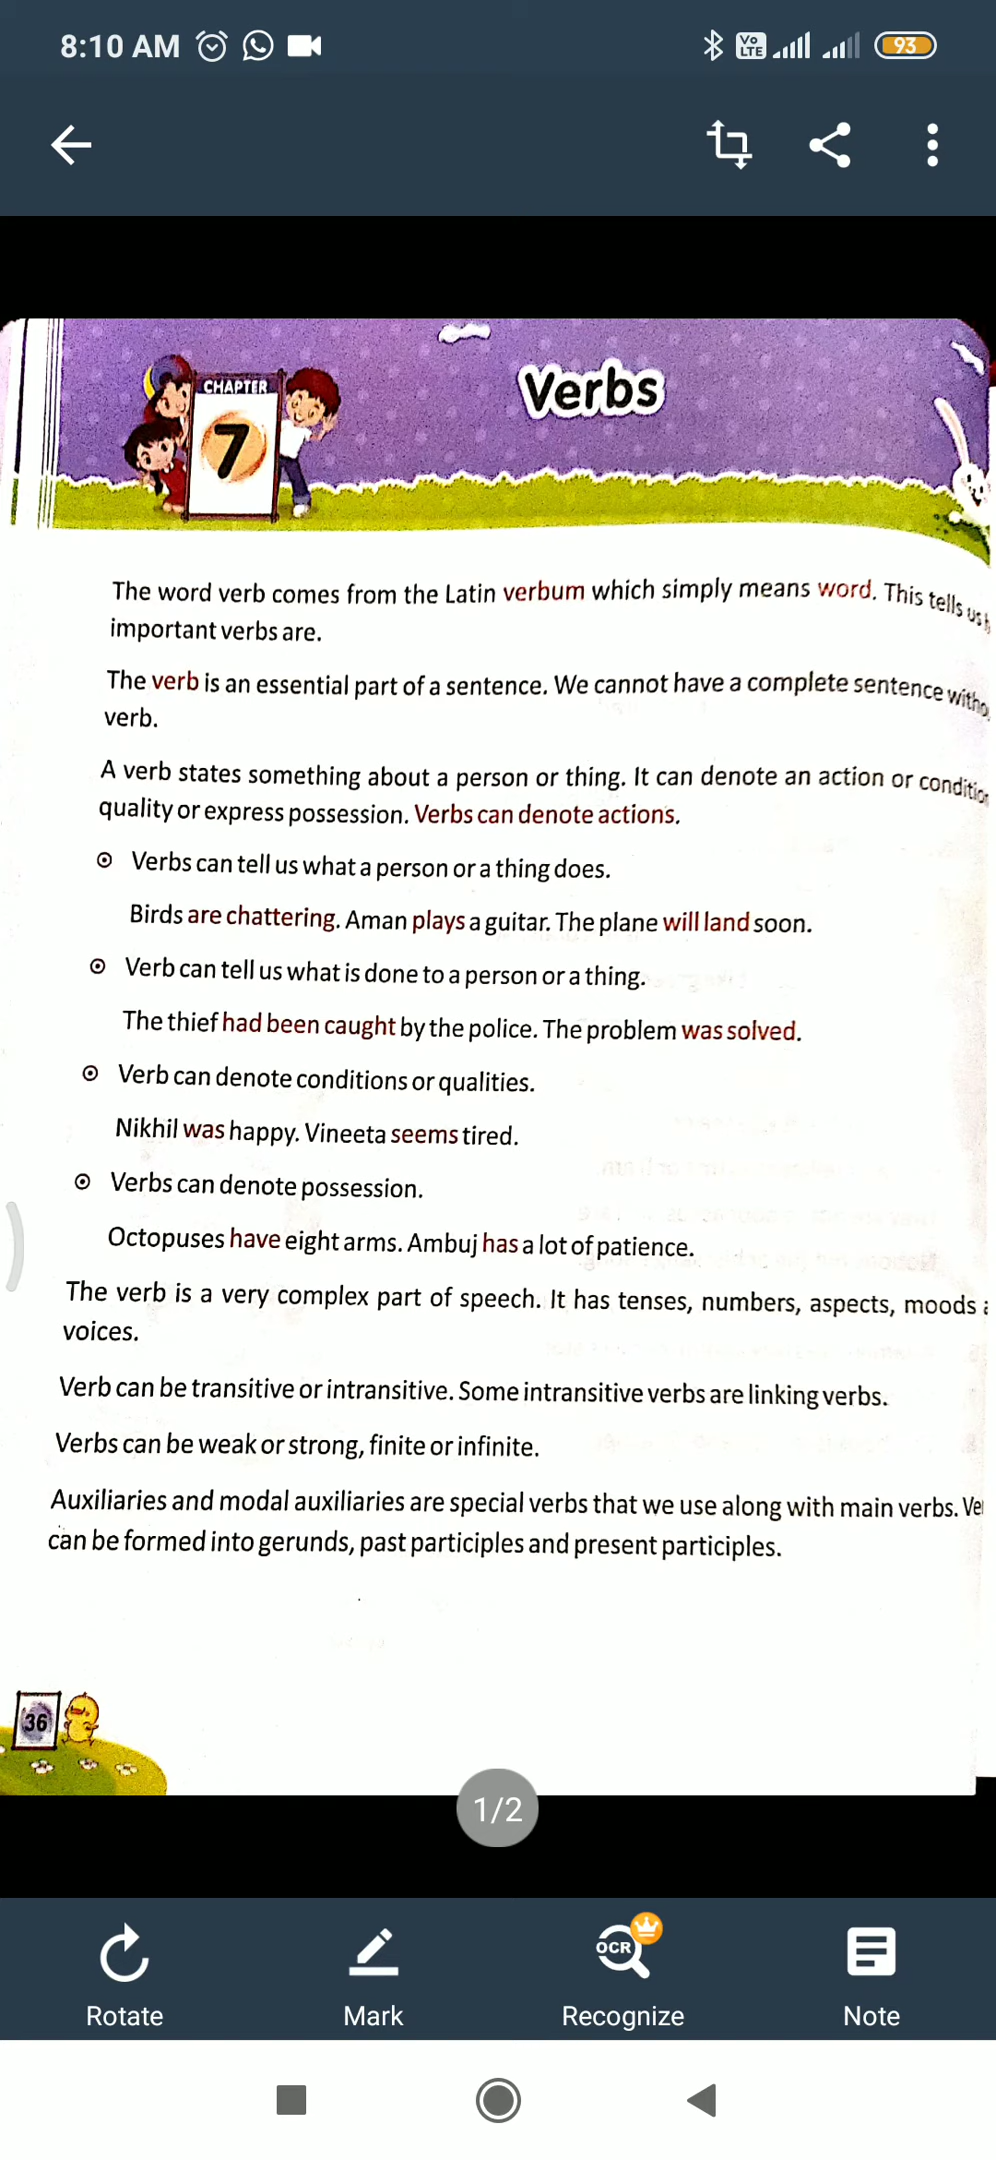 8:10 AM
Vo LTE
93
CHAPTER
7
Verbs
The word verb comes from the Latin verbum which simply means word. This tells us
important verbs are.
The verb is an essential part of a sentence. We cannot have a complete sentence
verb.
A verb states something about a person or thing. It can denote an action or
quality or express possession. Verbs can denote actions.
Verbs can tell us what a person or a thing does.
Birds are chattering. Aman plays a guitar. The plane will land soon.
Verb can tell us what is done to a person or a thing.
The thief had been caught by the police. The problem was solved.
Verb can denote conditions or qualities.
Nikhil was happy. Vineeta seems tired.
Verbs can denote possession.
Octopuses have eight arms. Ambuj has a lot of patience.
The verb is a very complex part of speech. It has tenses, numbers, aspects, moods
voices.
Verb can be transitive or intransitive. Some intransitive verbs are linking verbs.
Verbs can be weak or strong, finite or infinite.
Auxiliaries and modal auxiliaries are special verbs that we use along with main verbs.
can be formed into gerunds, past participles and present participles.
36
1/2
OCR
Rotate
Mark
Recognize
Note